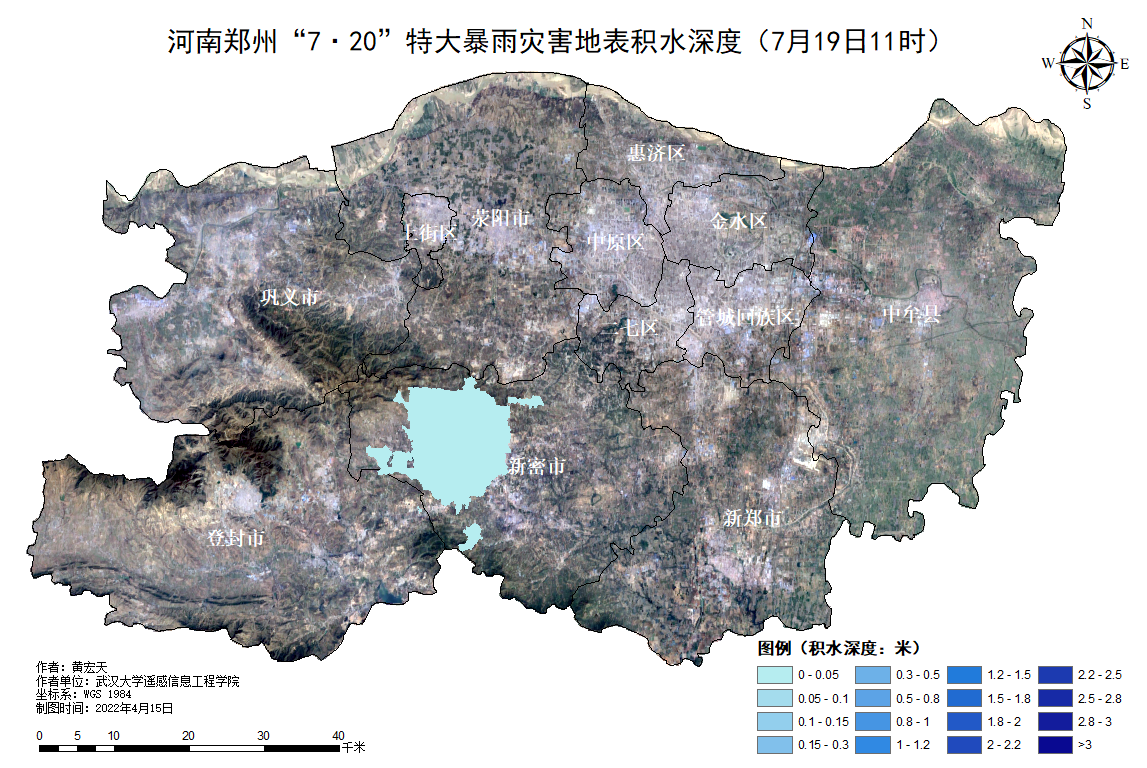 河南郑州“7·20”特大暴雨灾害地表积水深度（7月19日11时）
N
W E
S
惠济区
上街区
荥阳市
中原区
金水区
巩义市
二七区
管城回族区
中牟县
新密市
登封市
新郑市
图例（积水深度：米）
0 - 0.05
0.05 - 0.1
0.1 - 0.15
0.15 - 0.3
0.3 - 0.5
0.5 - 0.8
0.8 - 1
1 - 1.2
1.2 - 1.5
1.5 - 1.8
1.8 - 2
2 - 2.2
2.2 - 2.5
2.5 - 2.8
2.8 - 3
>3
作者：黄宏天
作者单位：武汉大学遥感信息工程学院
坐标系：WGS 1984
制图时间：2022年4月15日
0 5 10 20 30 40
千米